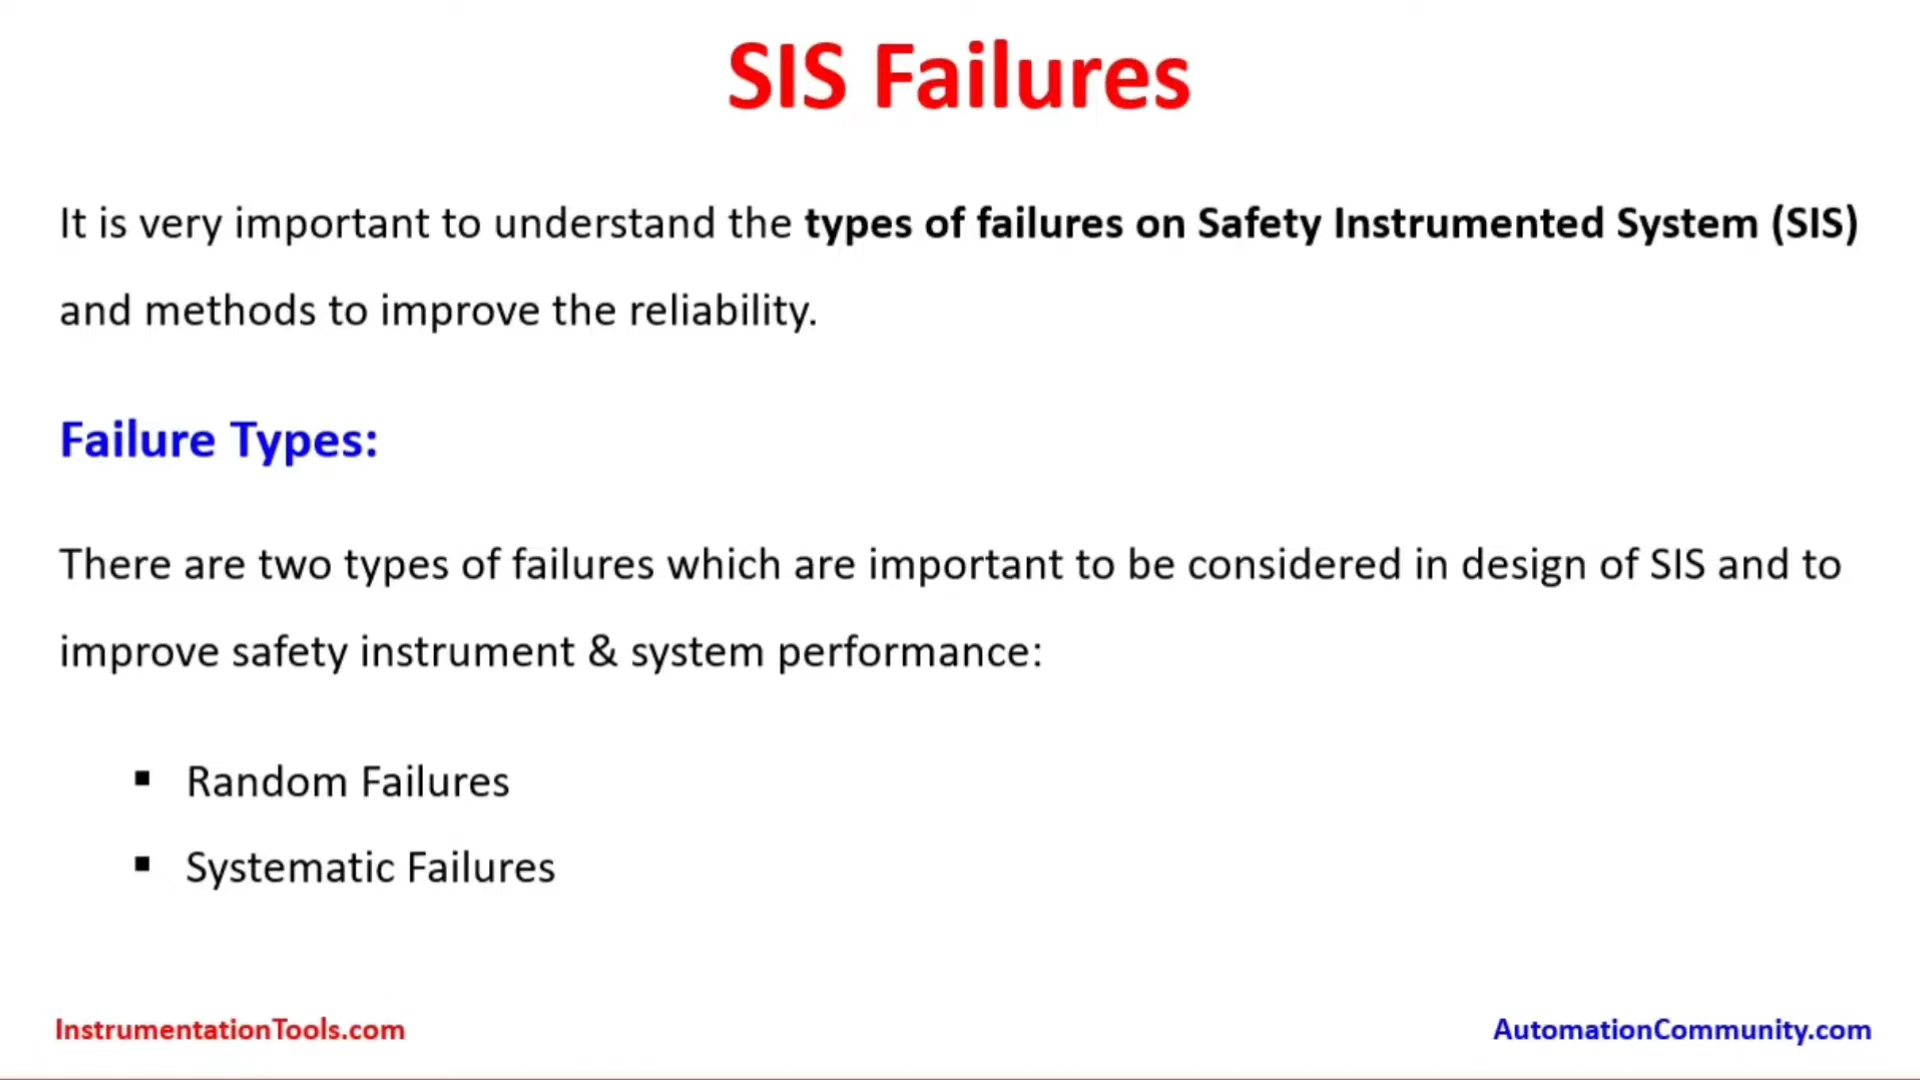 SIS Failures
It is very important to understand the types of failures on Safety Instrumented System (SIS)
and methods to improve the reliability.
Failure Types:
There are two types of failures which are important to be considered in design of SIS and to
improve safety instrument & system performance:
▪ Random Failures
▪ Systematic Failures
InstrumentationTools.com
AutomationCommunity.com